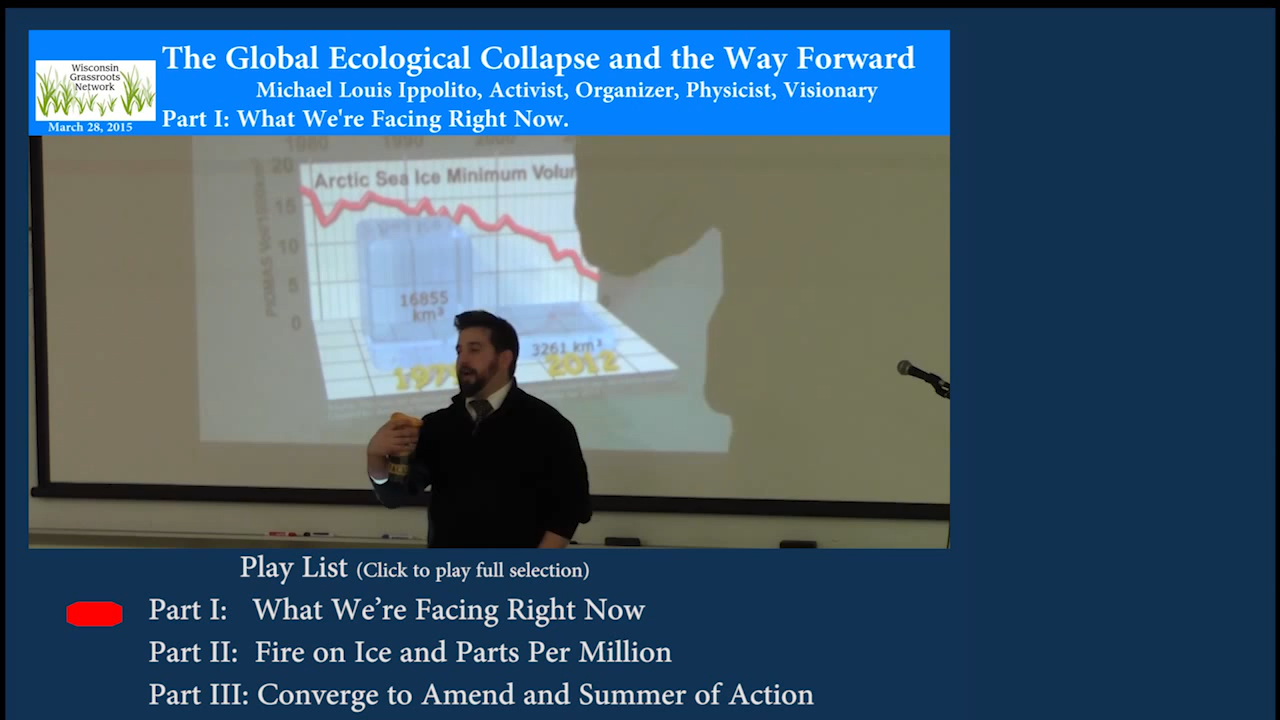 The Global Ecological Collapse and the Way Forward
Wisconsin
Grassroots
Network
Michael Louis Ippolito, Activist, Organizer, Physicist, Visionary
March 28, 2015
Part I: What We're Facing Right Now.
1980 1990 2000
20
Arctic Sea Ice Minimum
15
10
5
0
16855
km³
3261 km³
2012
Play List (Click to play full selection)
Part I: What We're Facing Right Now
Part II: Fire on Ice and Parts Per Million
Part III: Converge to Amend and Summer of Action